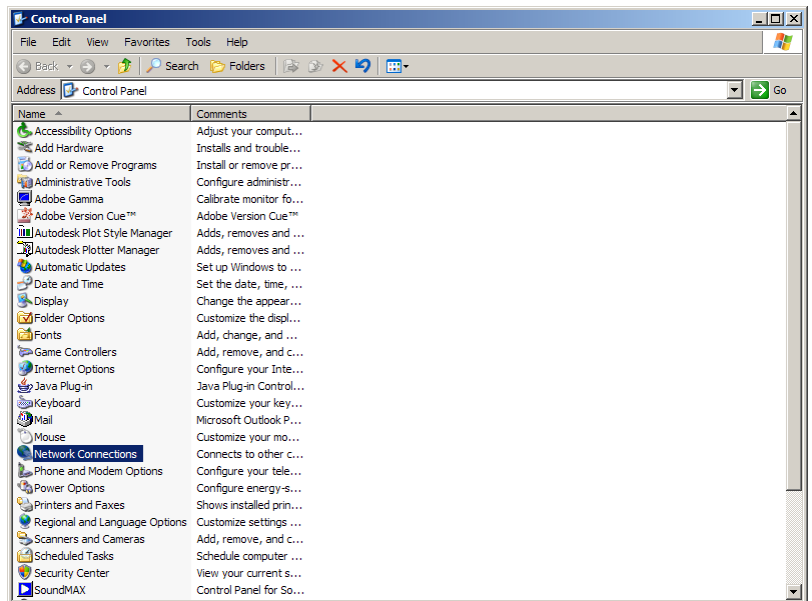 Control Panel
File Edit View Favorites Tools Help
Back Search Folders
Address Control Panel Go
Name Comments
Accessibility Options Adjust your comput...
Add Hardware Installs and trouble...
Add or Remove Programs Install or remove pr...
Administrative Tools Configure administr...
Adobe Gamma Calibrate monitor fo...
Adobe Version Cue™ Adobe Version Cue™
Autodesk Plot Style Manager Adds, removes and ...
Autodesk Plotter Manager Adds, removes and ...
Automatic Updates Set up Windows to ...
Date and Time Set the date, time, ...
Display Change the appear...
Folder Options Customize the displ...
Fonts Add, change, and ...
Game Controllers Add, remove, and c...
Internet Options Configure your Inte...
Java Plug-in Java Plug-in Control...
Keyboard Customize your key...
Mail Microsoft Outlook P...
Mouse Customize your mo...
Network Connections Connects to other c...
Phone and Modem Options Configure your tele...
Power Options Configure energy-s...
Printers and Faxes Shows installed prin...
Regional and Language Options Customize settings ...
Scanners and Cameras Add, remove, and c...
Scheduled Tasks Schedule computer ...
Security Center View your current s...
SoundMAX Control Panel for So...